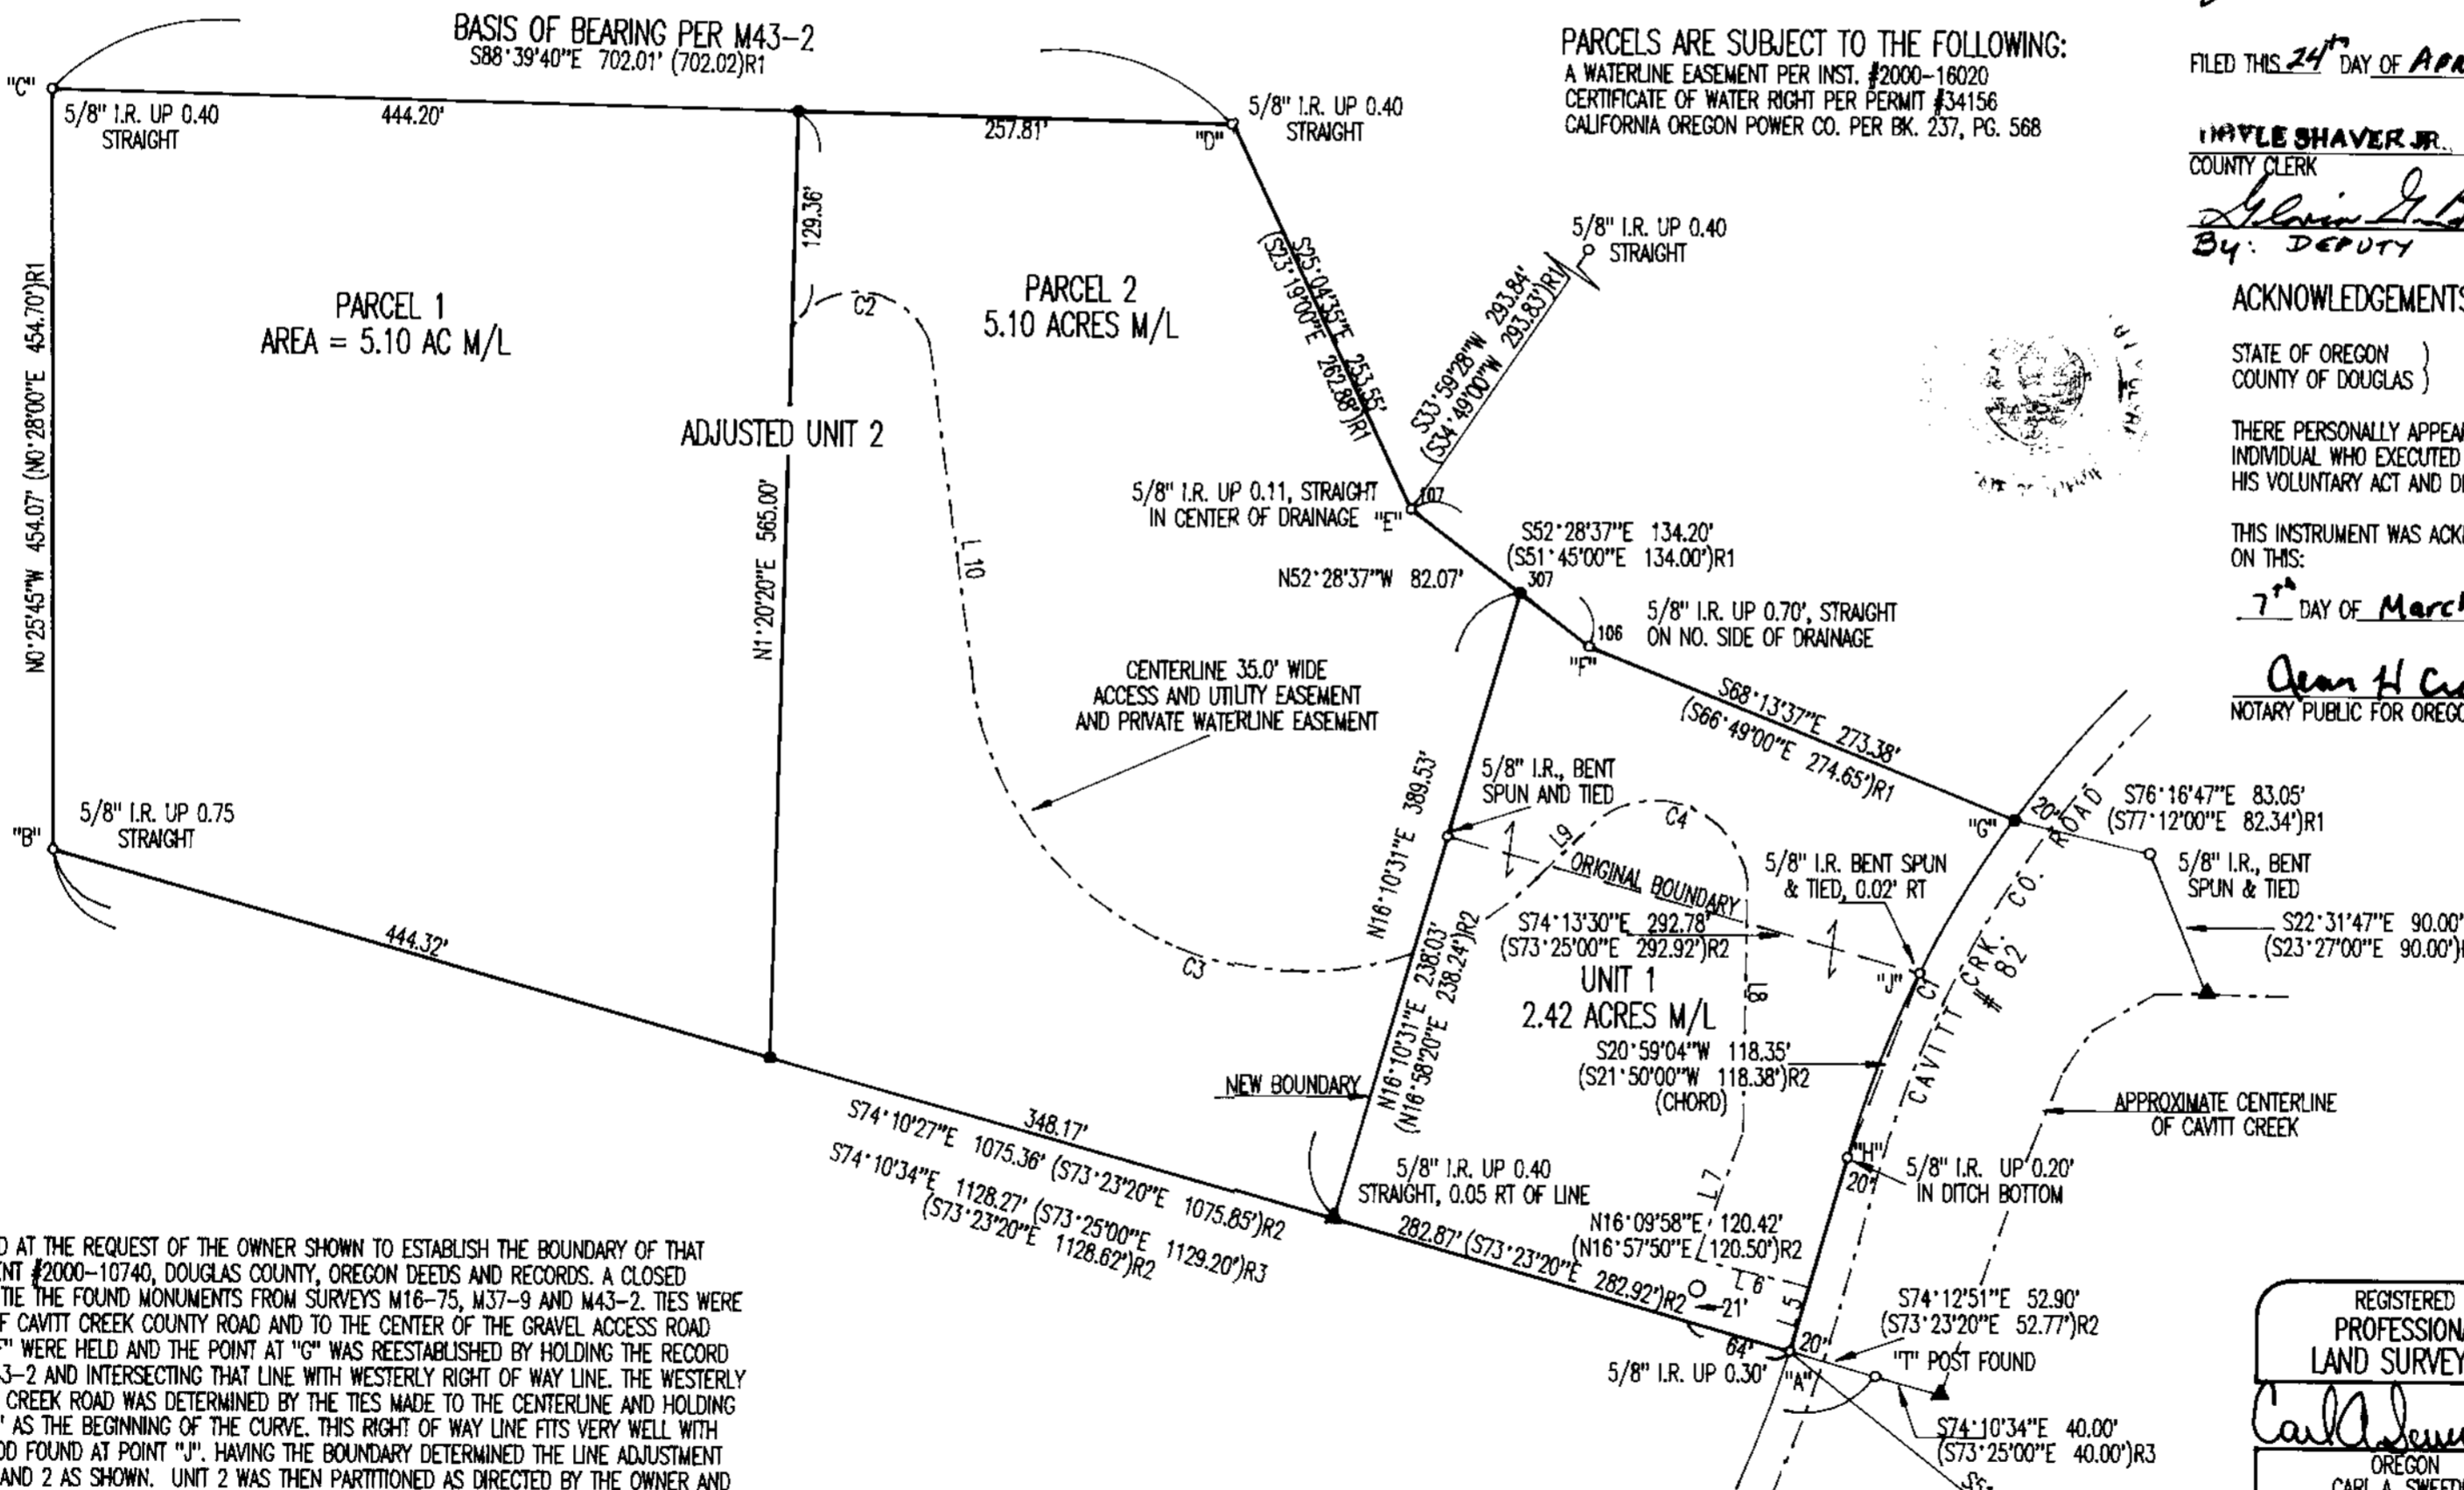 BASIS OF BEARING PER M43-2
S88°39'40"E 702.01' (702.02)R1
"C"
5/8" I.R. UP 0.40
STRAIGHT
444.20'
257.81'
"D"
5/8" I.R. UP 0.40
STRAIGHT
PARCELS ARE SUBJECT TO THE FOLLOWING:
A WATERLINE EASEMENT PER INST. #2000-16020
CERTIFICATE OF WATER RIGHT PER PERMIT #34156
CALIFORNIA OREGON POWER CO. PER BK. 237, PG. 568
FILED THIS 24th DAY OF
SHAVER JR.
COUNTY CLERK
By: DEPUTY
ACKNOWLEDGEMENTS
STATE OF OREGON )
COUNTY OF DOUGLAS )
THERE PERSONALLY
INDIVIDUAL WHO EXECUTED
HIS VOLUNTARY ACT AND
THIS INSTRUMENT WAS
ON THIS:
7th DAY OF March
Jean H
NOTARY PUBLIC FOR
N0°25'45"W 454.07' (N0°28'00"E 454.70')R1
PARCEL 1
AREA = 5.10 AC M/L
129.36'
C2
PARCEL 2
5.10 ACRES M/L
ADJUSTED UNIT 2
N1°20'20"E 565.00'
L10
S25°04'35"E 253.55'
(S23°19'00"E 262.88')R1
S33°59'28"W 293.84'
(S34°49'00"W 293.83')R1
5/8" I.R. UP 0.40
STRAIGHT
5/8" I.R. UP 0.11, STRAIGHT
IN CENTER OF DRAINAGE "E"
107
S52°28'37"E 134.20'
(S51°45'00"E 134.00')R1
N52°28'37"W 82.07'
307
106
"F"
5/8" I.R. UP 0.70', STRAIGHT
ON NO. SIDE OF DRAINAGE
CENTERLINE 35.0' WIDE
ACCESS AND UTILITY EASEMENT
AND PRIVATE WATERLINE EASEMENT
S68°13'37"E 273.38'
(S66°49'00"E 274.65')R1
5/8" I.R., BENT
SPUN AND TIED
"B"
5/8" I.R. UP 0.75
STRAIGHT
444.32'
C3
N16°10'31"E 389.53'
L9
C4
ORIGINAL BOUNDARY
S74°13'30"E 292.78'
(S73°25'00"E 292.92')R2
5/8" I.R. BENT SPUN
& TIED, 0.02' RT
"G"
20'
S76°16'47"E 83.05'
(S77°12'00"E 82.34')R1
5/8" I.R., BENT
SPUN & TIED
S22°31'47"E 90.00'
(S23°27'00"E 90.00')
CAVITT CRK. CO. ROAD
# 82
"J"
C1
UNIT 1
2.42 ACRES M/L
L8
N16°10'31"E 238.03'
(N16°58'20"E 238.24')R2
S20°59'04"W 118.35'
(S21°50'00"W 118.38')R2
(CHORD)
NEW BOUNDARY
APPROXIMATE CENTERLINE
OF CAVITT CREEK
348.17'
S74°10'27"E 1075.36' (S73°23'20"E 1075.85')R2
S74°10'34"E 1128.27' (S73°25'00"E 1129.20')R3
(S73°23'20"E 1128.62')R2
5/8" I.R. UP 0.40
STRAIGHT, 0.05 RT OF LINE
L7
"H"
20'
5/8" I.R. UP 0.20'
IN DITCH BOTTOM
N16°09'58"E 120.42'
(N16°57'50"E 120.50')R2
282.87' (S73°23'20"E 282.92')R2
L6
21'
L5
S74°12'51"E 52.90'
(S73°23'20"E 52.77')R2
64'
20'
"T" POST FOUND
5/8" I.R. UP 0.30'
"A"
S74°10'34"E 40.00'
(S73°25'00"E 40.00')R3
AT THE REQUEST OF THE OWNER SHOWN TO ESTABLISH THE BOUNDARY OF THAT
#2000-10740, DOUGLAS COUNTY, OREGON DEEDS AND RECORDS. A CLOSED
TIE THE FOUND MONUMENTS FROM SURVEYS M16-75, M37-9 AND M43-2. TIES WERE
CAVITT CREEK COUNTY ROAD AND TO THE CENTER OF THE GRAVEL ACCESS ROAD
WERE HELD AND THE POINT AT "G" WAS REESTABLISHED BY HOLDING THE RECORD
3-2 AND INTERSECTING THAT LINE WITH WESTERLY RIGHT OF WAY LINE. THE WESTERLY
CREEK ROAD WAS DETERMINED BY THE TIES MADE TO THE CENTERLINE AND HOLDING
AS THE BEGINNING OF THE CURVE. THIS RIGHT OF WAY LINE FITS VERY WELL WITH
FOUND AT POINT "J". HAVING THE BOUNDARY DETERMINED THE LINE ADJUSTMENT
AND 2 AS SHOWN. UNIT 2 WAS THEN PARTITIONED AS DIRECTED BY THE OWNER AND
REGISTERED
PROFESSIONAL
LAND
Carl A
OREGON
CARL A.